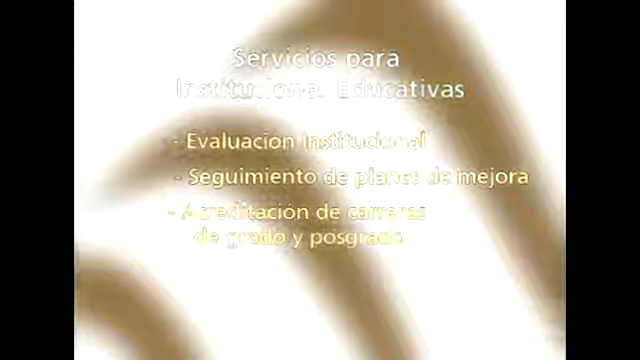 Servicios para
Instituciones Educativas
- Evaluacion Institucional
- Seguimiento de planes de mejora
- Acreditación de carreras
de grado y posgrado